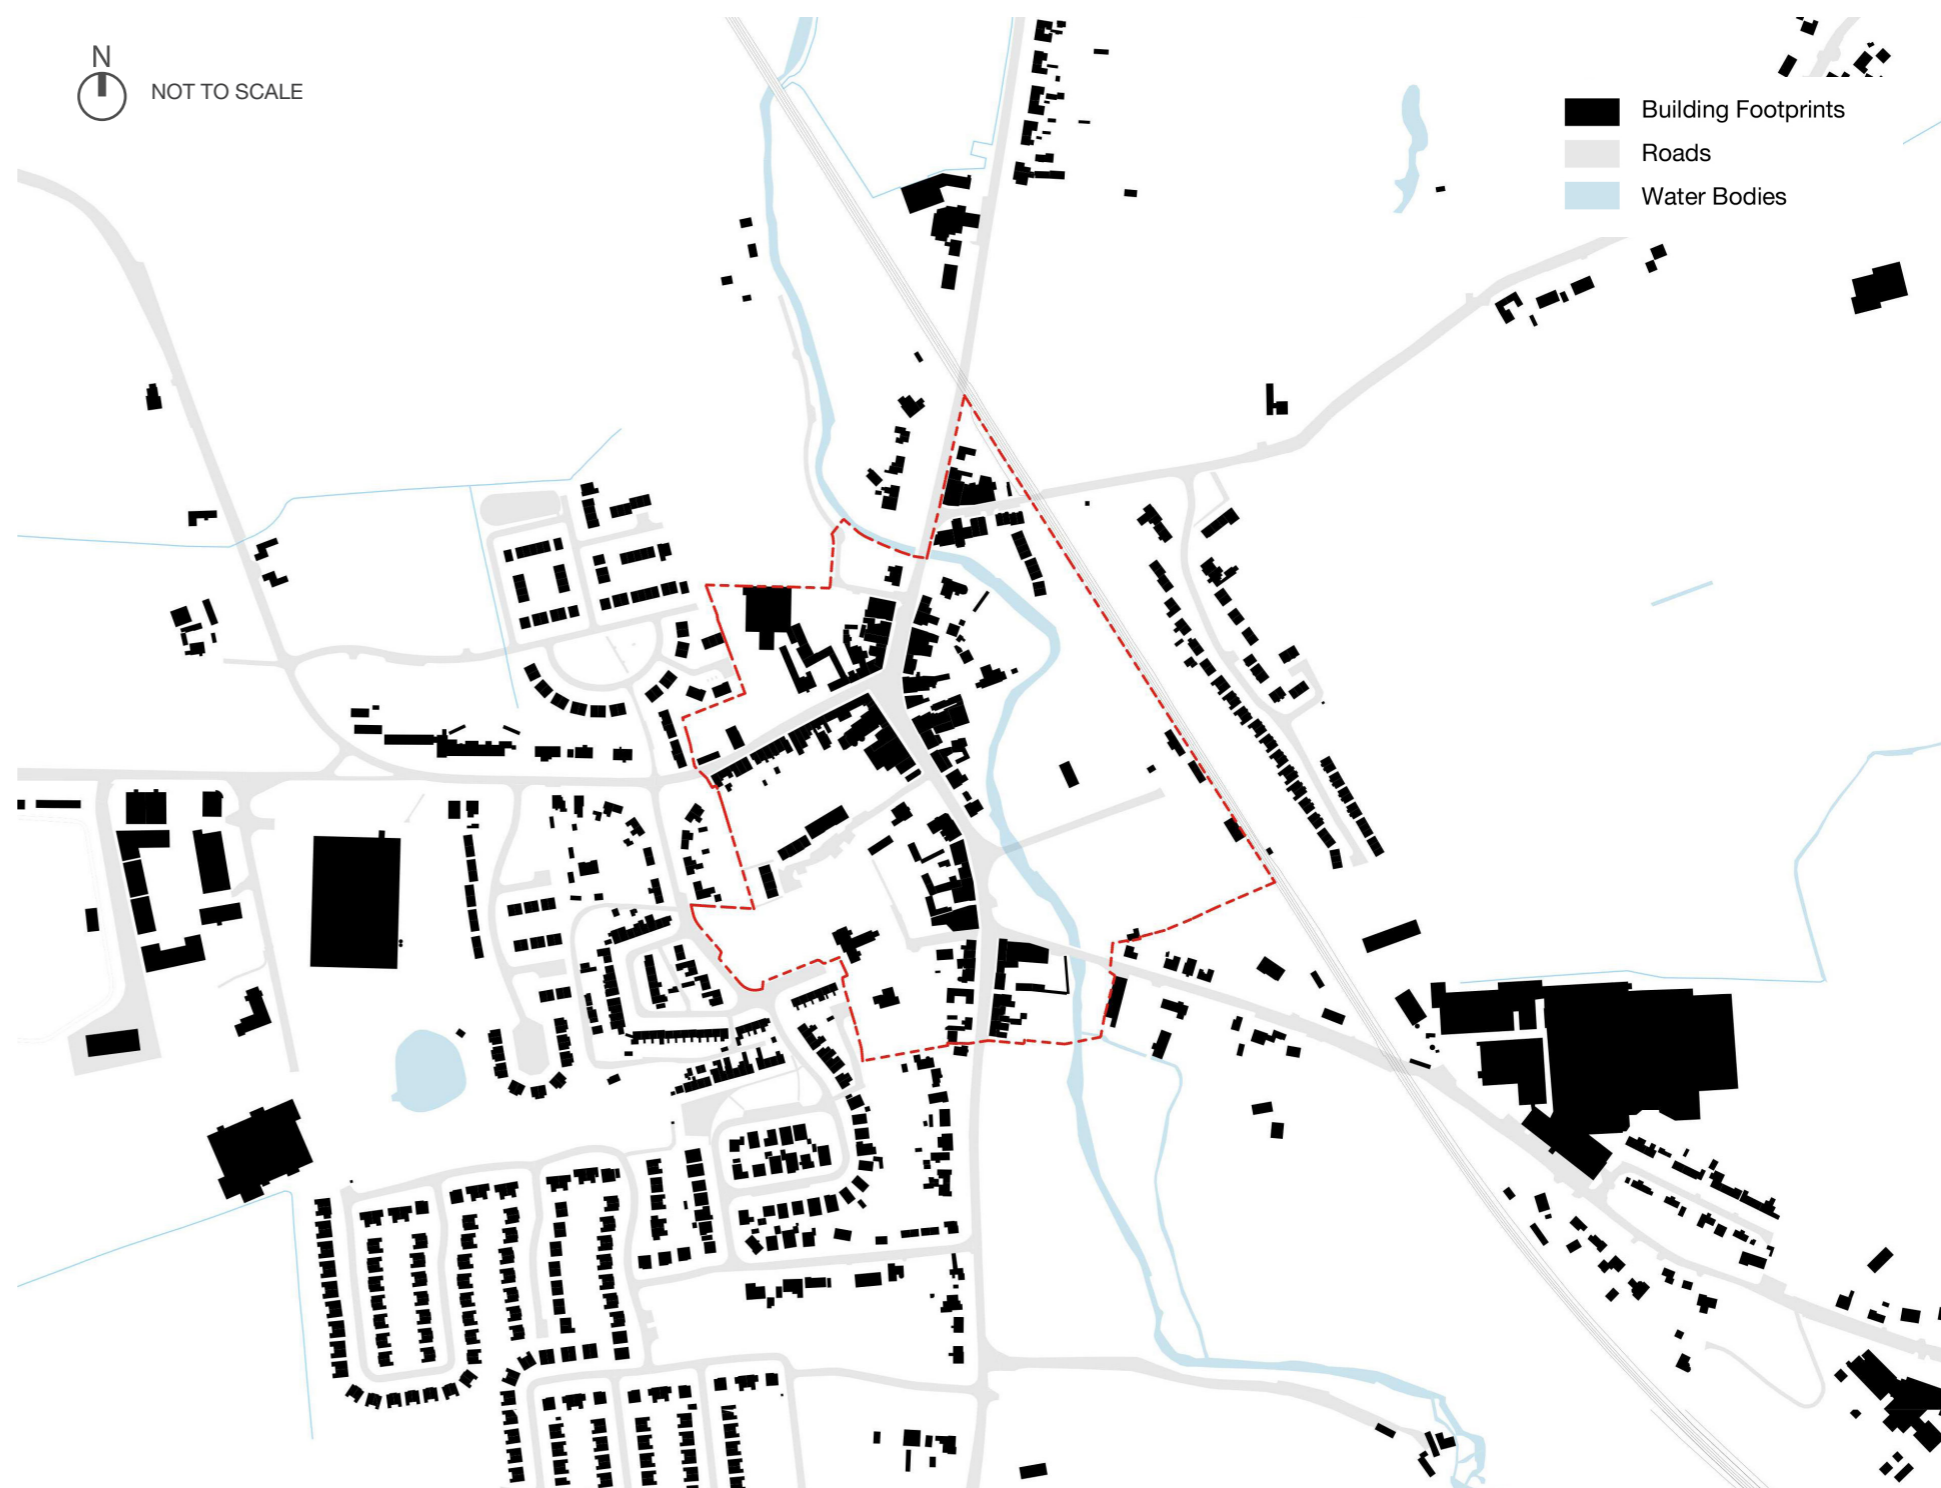 N
NOT TO SCALE
Building Footprints
Roads
Water Bodies